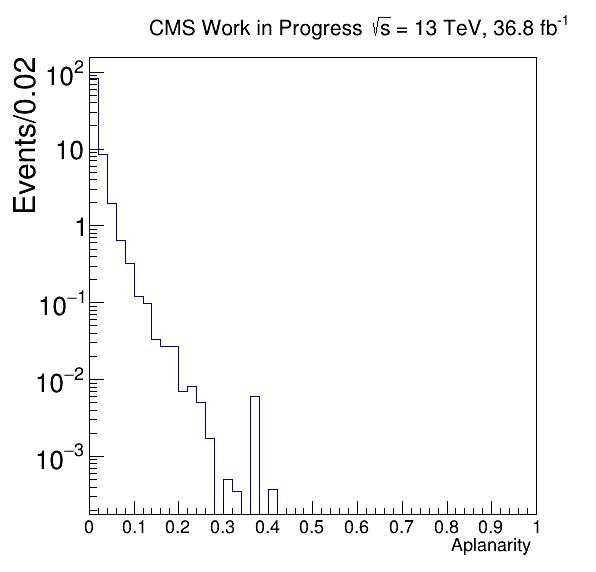 CMS Work in Progress √s = 13 TeV, 36.8 fb⁻¹
Events/0.02
10²
10
1
10⁻¹
10⁻²
10⁻³
0 0.1 0.2 0.3 0.4 0.5 0.6 0.7 0.8 0.9 1
Aplanarity